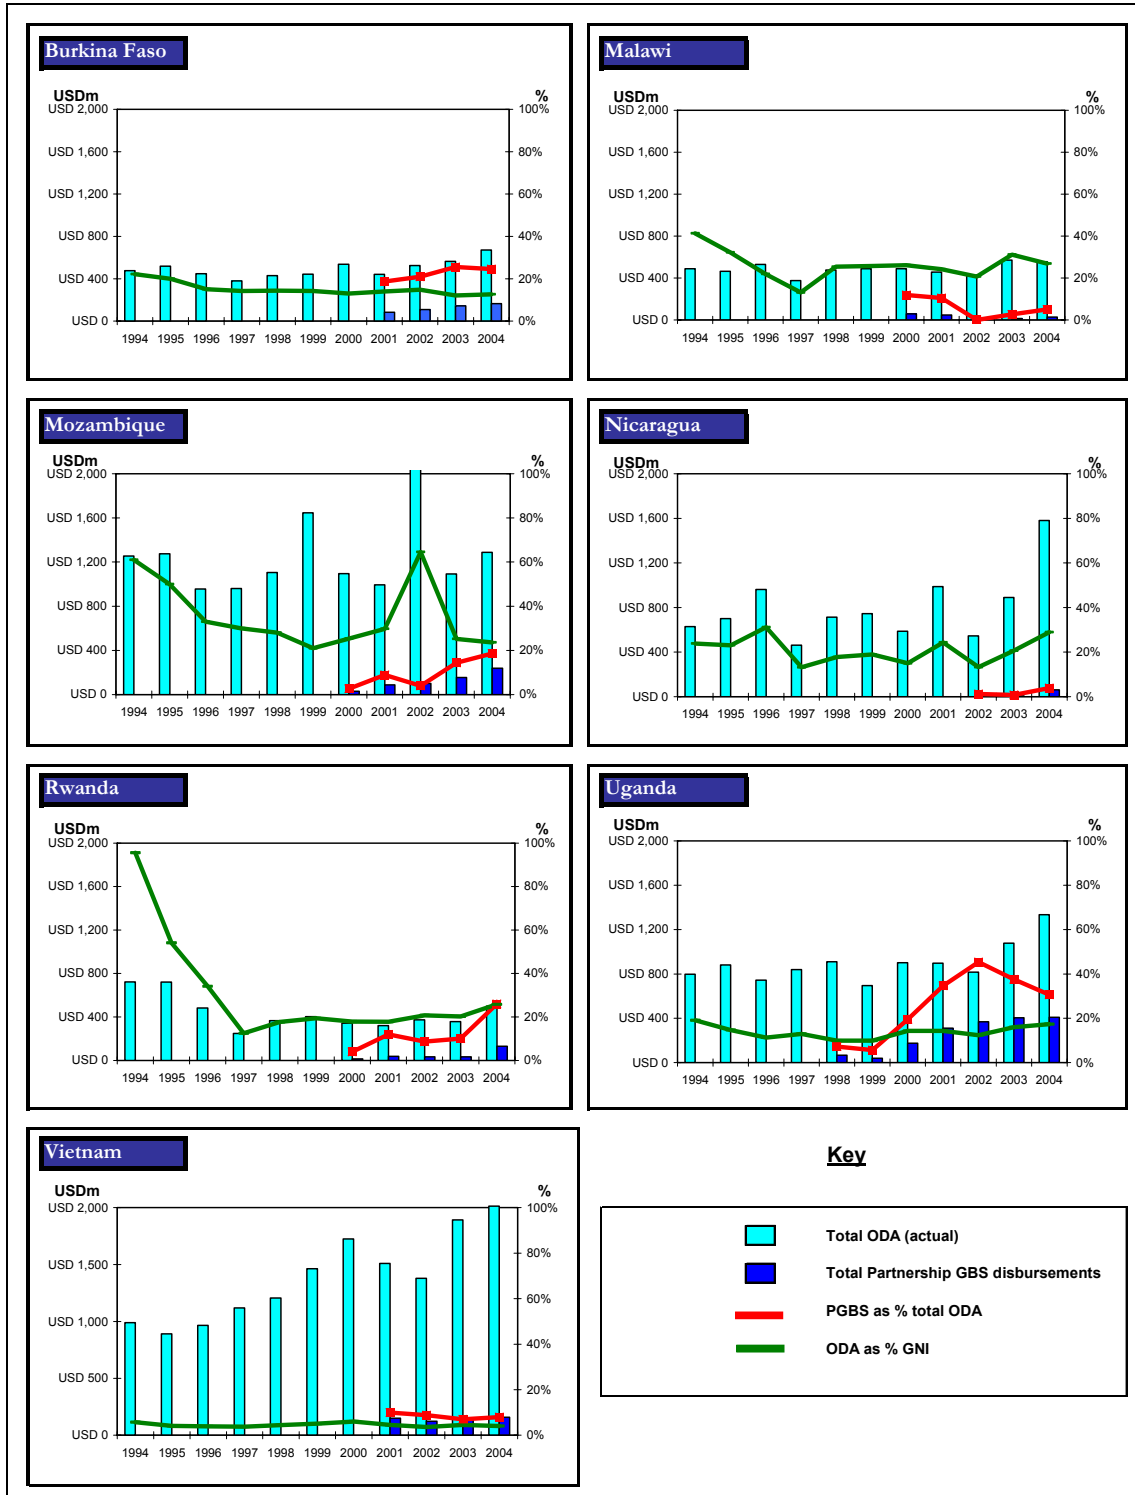 Burkina Faso
USDm %
USD 2,000 100%
USD 1,600 80%
USD 1,200 60%
USD 800 40%
USD 400 20%
USD 0 0%
1994 1995 1996 1997 1998 1999 2000 2001 2002 2003 2004
Malawi
USDm %
USD 2,000 100%
USD 1,600 80%
USD 1,200 60%
USD 800 40%
USD 400 20%
USD 0 0%
1994 1995 1996 1997 1998 1999 2000 2001 2002 2003 2004
Mozambique
USDm %
USD 2,000 100%
USD 1,600 80%
USD 1,200 60%
USD 800 40%
USD 400 20%
USD 0 0%
1994 1995 1996 1997 1998 1999 2000 2001 2002 2003 2004
Nicaragua
USDm %
USD 2,000 100%
USD 1,600 80%
USD 1,200 60%
USD 800 40%
USD 400 20%
USD 0 0%
1994 1995 1996 1997 1998 1999 2000 2001 2002 2003 2004
Rwanda
USDm %
USD 2,000 100%
USD 1,600 80%
USD 1,200 60%
USD 800 40%
USD 400 20%
USD 0 0%
1994 1995 1996 1997 1998 1999 2000 2001 2002 2003 2004
Uganda
USDm %
USD 2,000 100%
USD 1,600 80%
USD 1,200 60%
USD 800 40%
USD 400 20%
USD 0 0%
1994 1995 1996 1997 1998 1999 2000 2001 2002 2003 2004
Vietnam
USDm %
USD 2,000 100%
80%
USD 1,500
60%
USD 1,000
40%
USD 500
20%
USD 0 0%
1994 1995 1996 1997 1998 1999 2000 2001 2002 2003 2004
Key
Total ODA (actual)
Total Partnership GBS disbursements
PGBS as % total ODA
ODA as % GNI